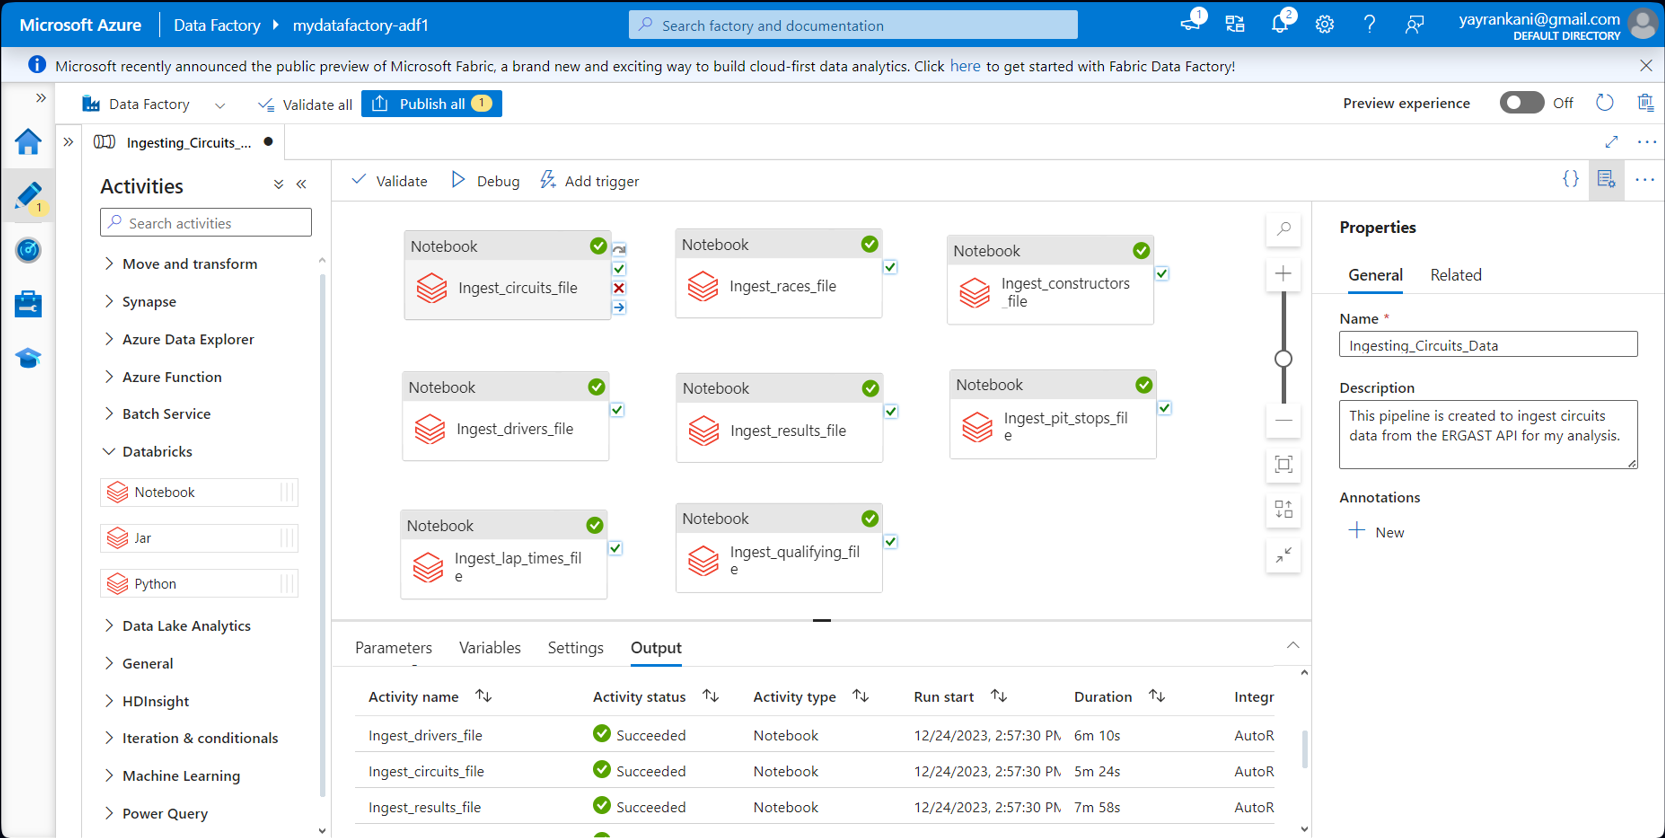 Microsoft Azure
Data Factory
mydatafactory-adf1
Search factory and documentation
1
2
yayrankani@gmail.com
DEFAULT DIRECTORY
Microsoft recently announced the public preview of Microsoft Fabric, a brand new and exciting way to build cloud-first data analytics. Click here to get started with Fabric Data Factory!
Data Factory
Validate all
Publish all 1
Preview experience
Off
Ingesting_Circuits_...
1
Activities
Search activities
Move and transform
Synapse
Azure Data Explorer
Azure Function
Batch Service
Databricks
Notebook
Jar
Python
Data Lake Analytics
General
HDInsight
Iteration & conditionals
Machine Learning
Power Query
Validate
Debug
Add trigger
Notebook
Ingest_circuits_file
Notebook
Ingest_races_file
Notebook
Ingest_constructors
_file
Notebook
Ingest_drivers_file
Notebook
Ingest_results_file
Notebook
Ingest_pit_stops_fil
e
Notebook
Ingest_lap_times_fil
e
Notebook
Ingest_qualifying_fil
e
Parameters Variables Settings Output
Activity name Activity status Activity type Run start Duration Integr
Ingest_drivers_file Succeeded Notebook 12/24/2023, 2:57:30 PM 6m 10s AutoR
Ingest_circuits_file Succeeded Notebook 12/24/2023, 2:57:30 PM 5m 24s AutoR
Ingest_results_file Succeeded Notebook 12/24/2023, 2:57:30 PM 7m 58s AutoR
Properties
General Related
Name *
Ingesting_Circuits_Data
Description
This pipeline is created to ingest circuits
data from the ERGAST API for my analysis.
Annotations
New